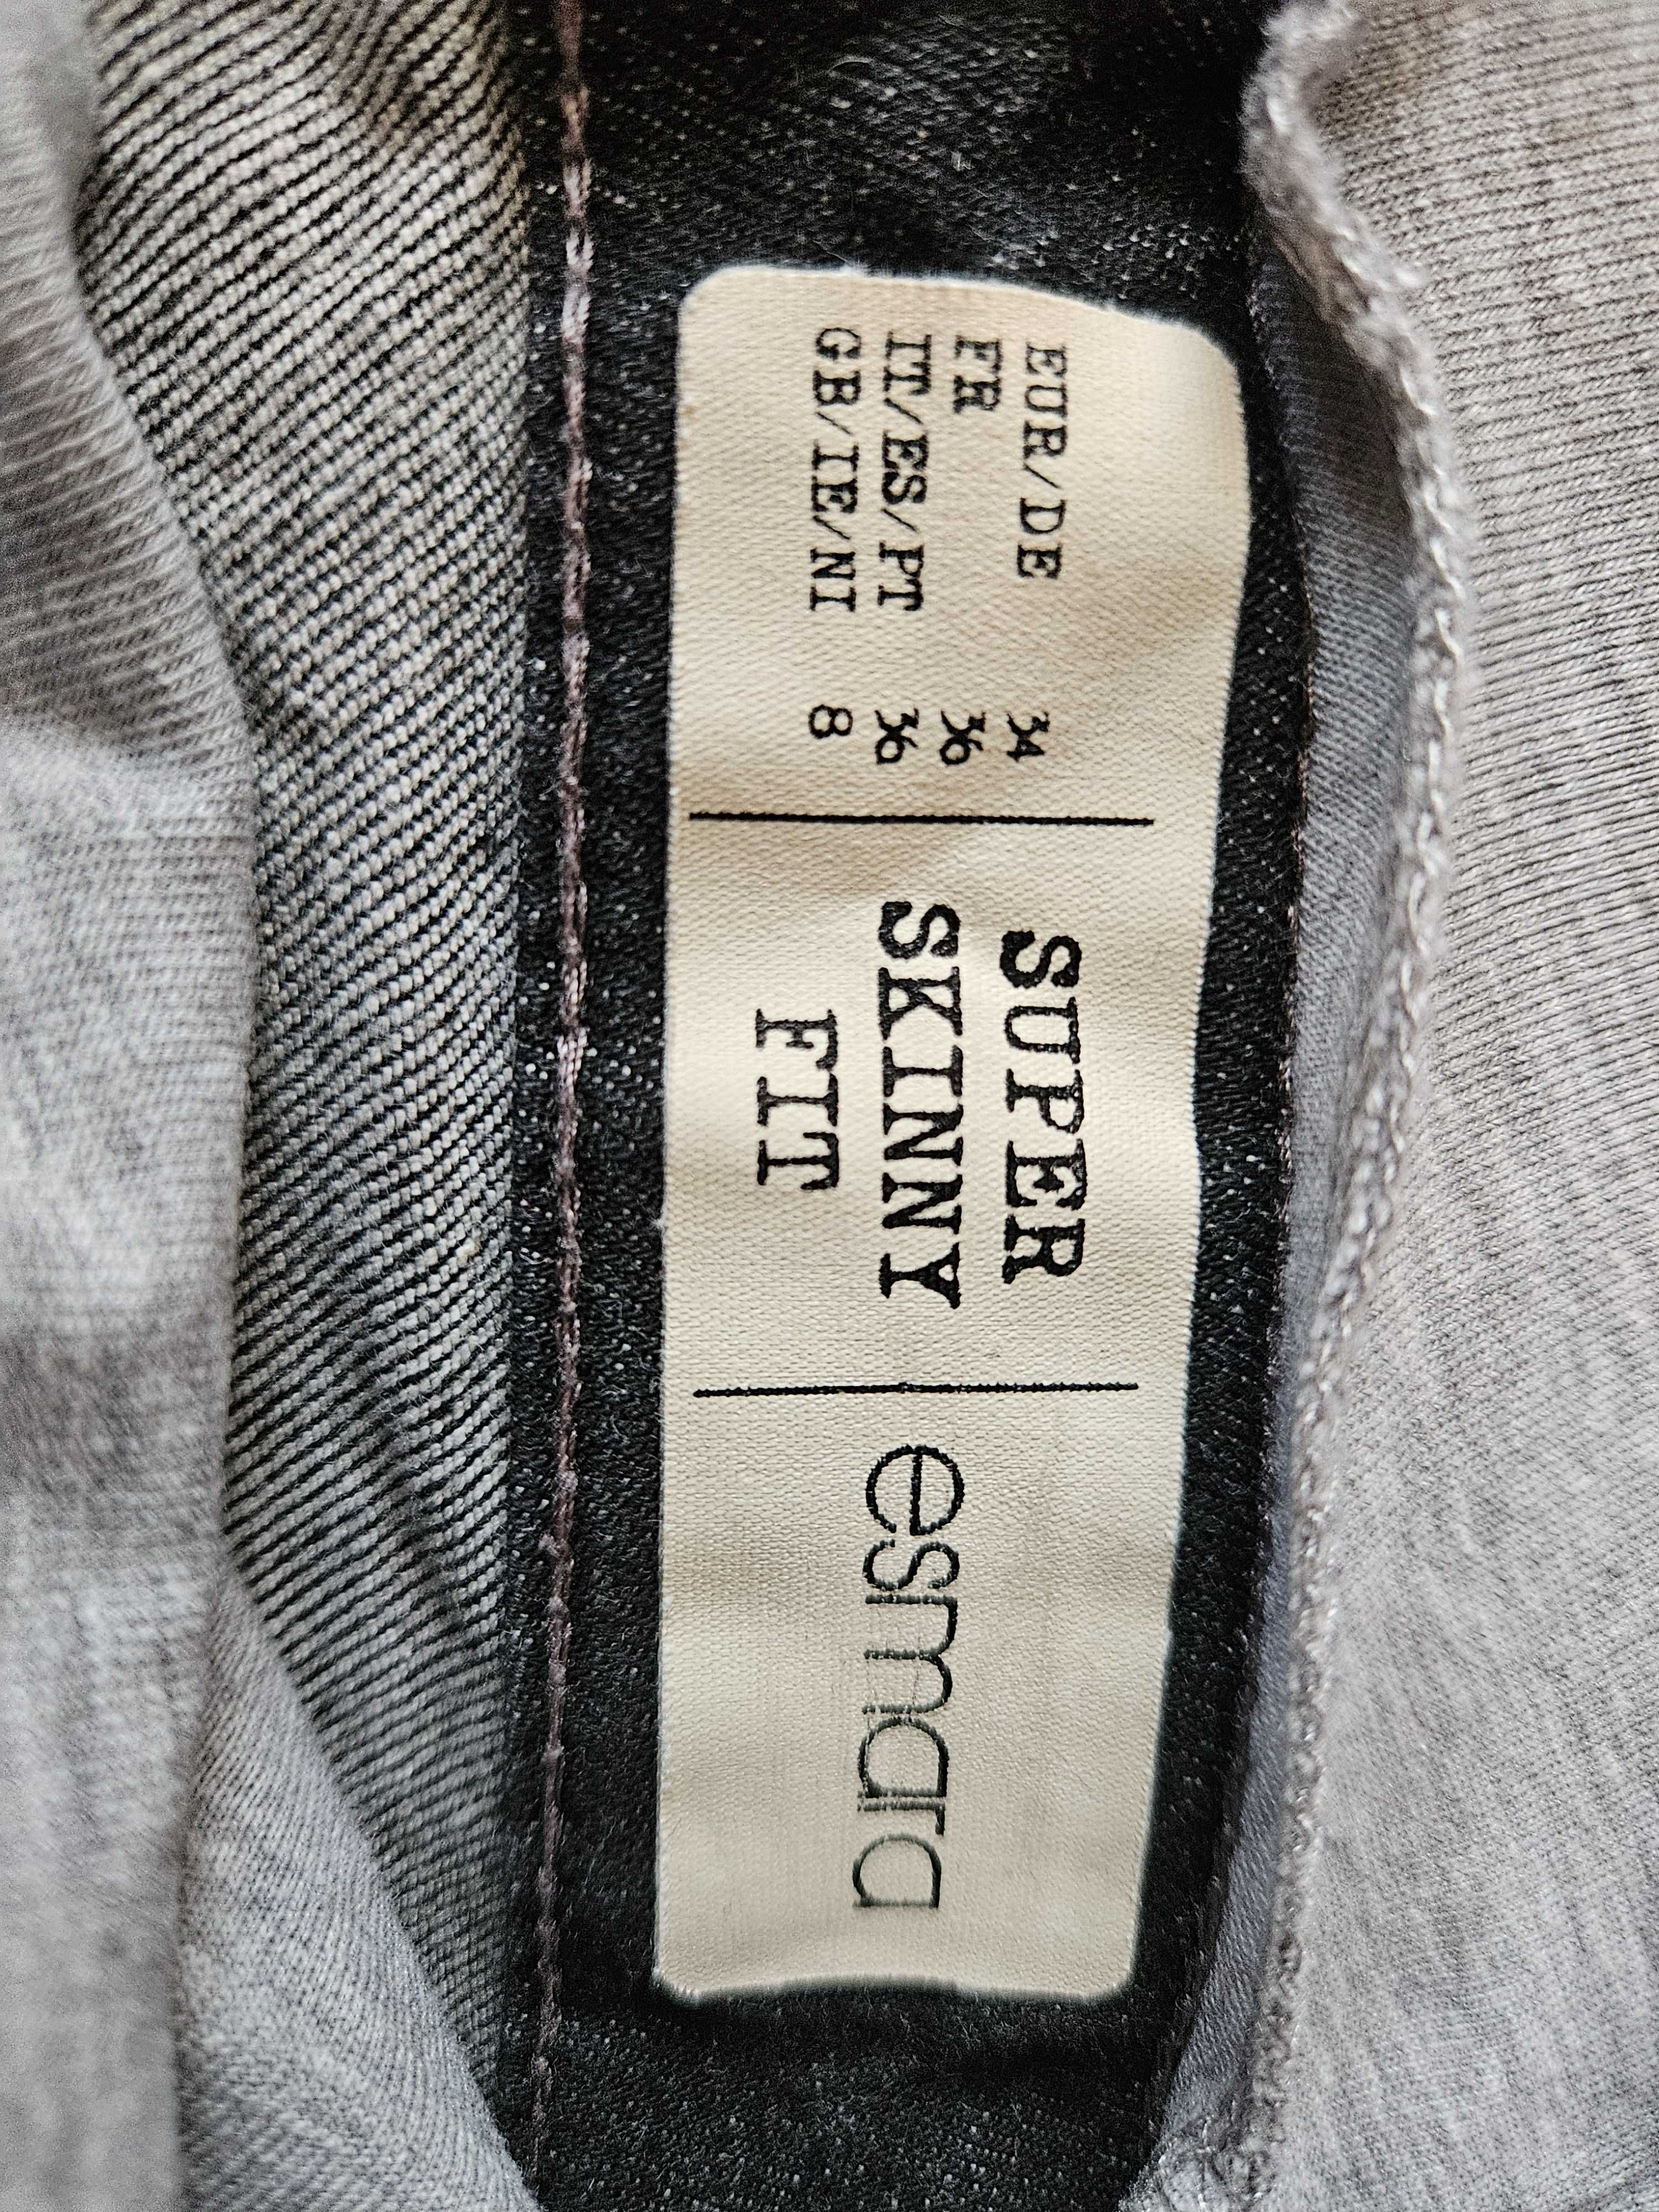 EUR/DE 34
FR 36
IT/ES/PT 36
GB/IE/NI 8
SUPER
SKINNY
FIT
esmara